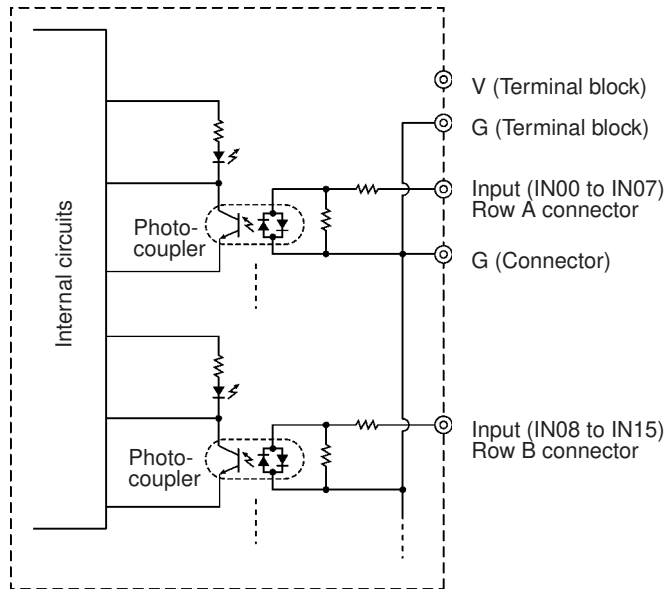 V (Terminal block)
G (Terminal block)
Input (IN00 to IN07)
Row A connector
Photo-
coupler
G (Connector)
Internal circuits
Input (IN08 to IN15)
Row B connector
Photo-
coupler